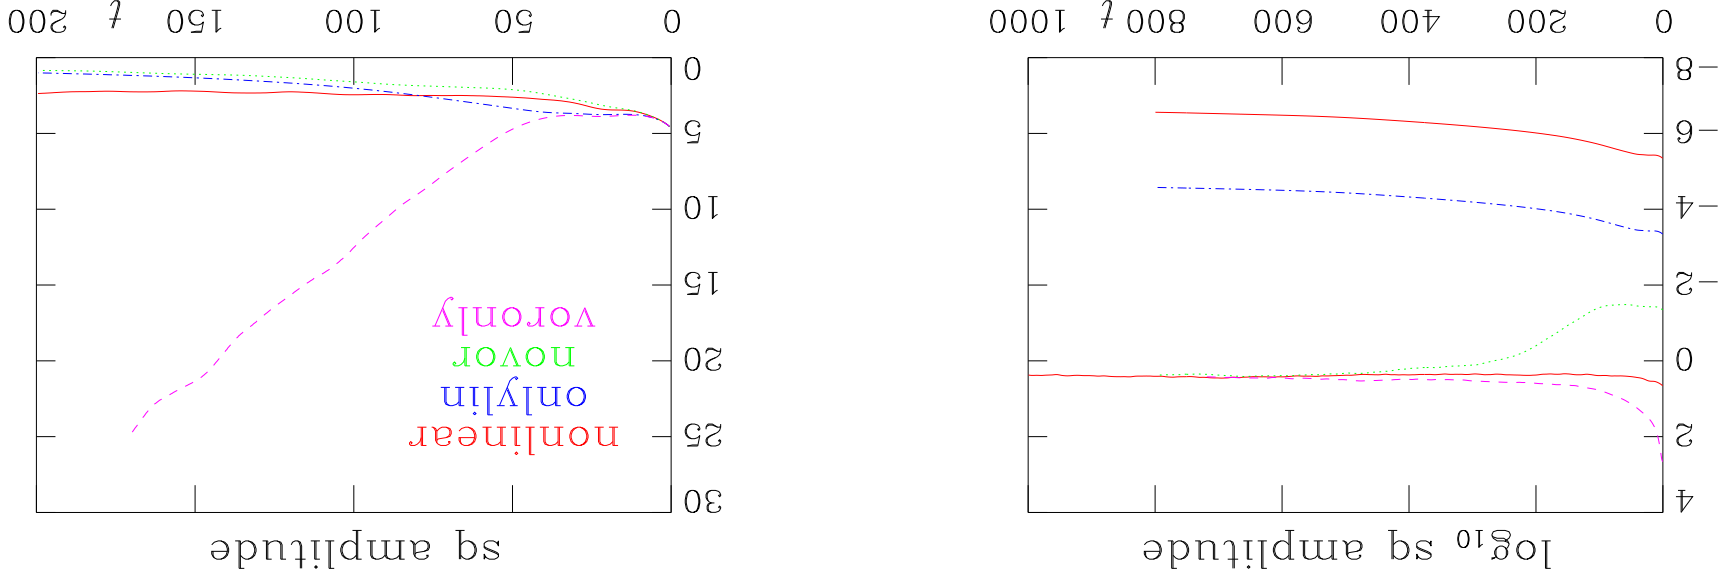 log₁₀ sq amplitude
4
2
0
−2
−4
−6
−8
0 200 400 600 800 t 1000
sq amplitude
30
25
20
15
10
5
0
nonlinear
onlylin
novor
voronly
0 50 100 150 t 200